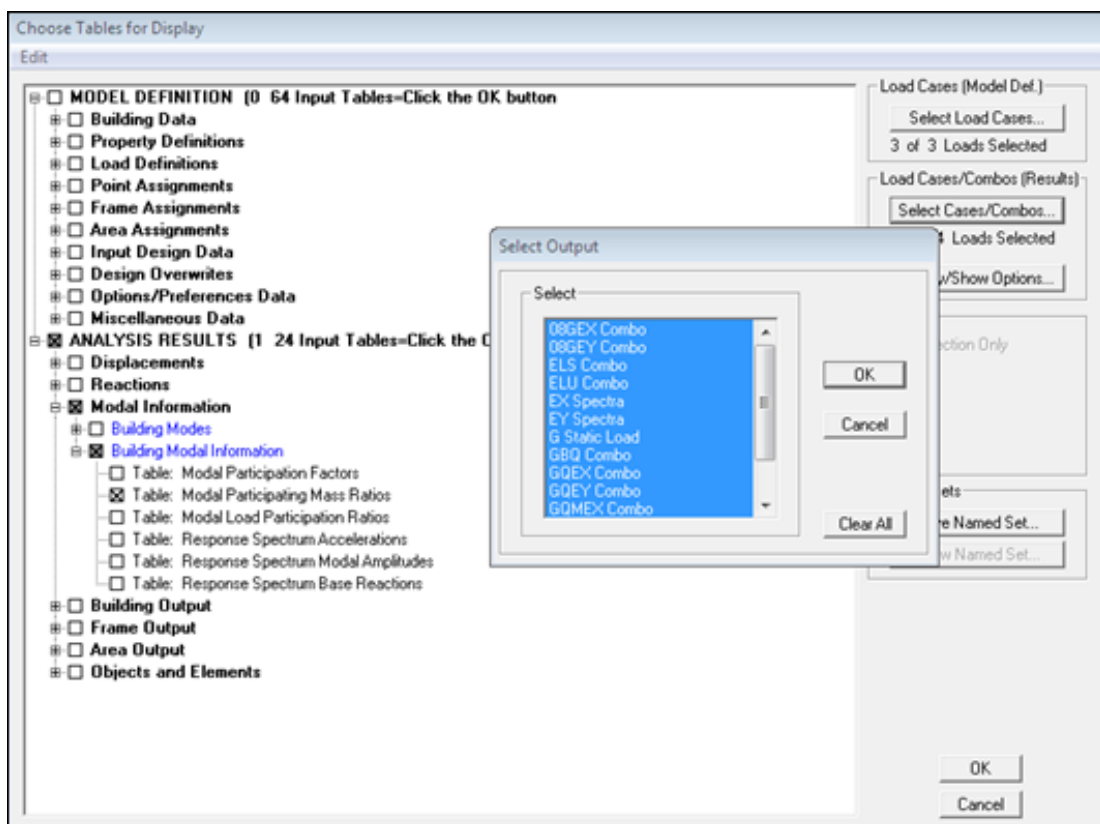 Choose Tables for Display
Edit
MODEL DEFINITION (0 64 Input Tables=Click the OK button
Building Data
Property Definitions
Load Definitions
Point Assignments
Frame Assignments
Area Assignments
Input Design Data
Design Overwrites
Options/Preferences Data
Miscellaneous Data
ANALYSIS RESULTS (1 24 Input Tables=Click the
Displacements
Reactions
Modal Information
Building Modes
Building Modal Information
Table: Modal Participation Factors
Table: Modal Participating Mass Ratios
Table: Modal Load Participation Ratios
Table: Response Spectrum Accelerations
Table: Response Spectrum Modal Amplitudes
Table: Response Spectrum Base Reactions
Building Output
Frame Output
Area Output
Objects and Elements
Load Cases (Model Def.)
Select Load Cases...
3 of 3 Loads Selected
Load Cases/Combos (Results)
Select Cases/Combos...
Loads Selected
/Show Options...
Only
Named Set...
Named Set...
OK
Cancel
Select Output
Select
08GEX Combo
08GEY Combo
ELS Combo
ELU Combo
EX Spectra
EY Spectra
G Static Load
GBQ Combo
GQEX Combo
GQEY Combo
GQMEX Combo
OK
Cancel
Clear All